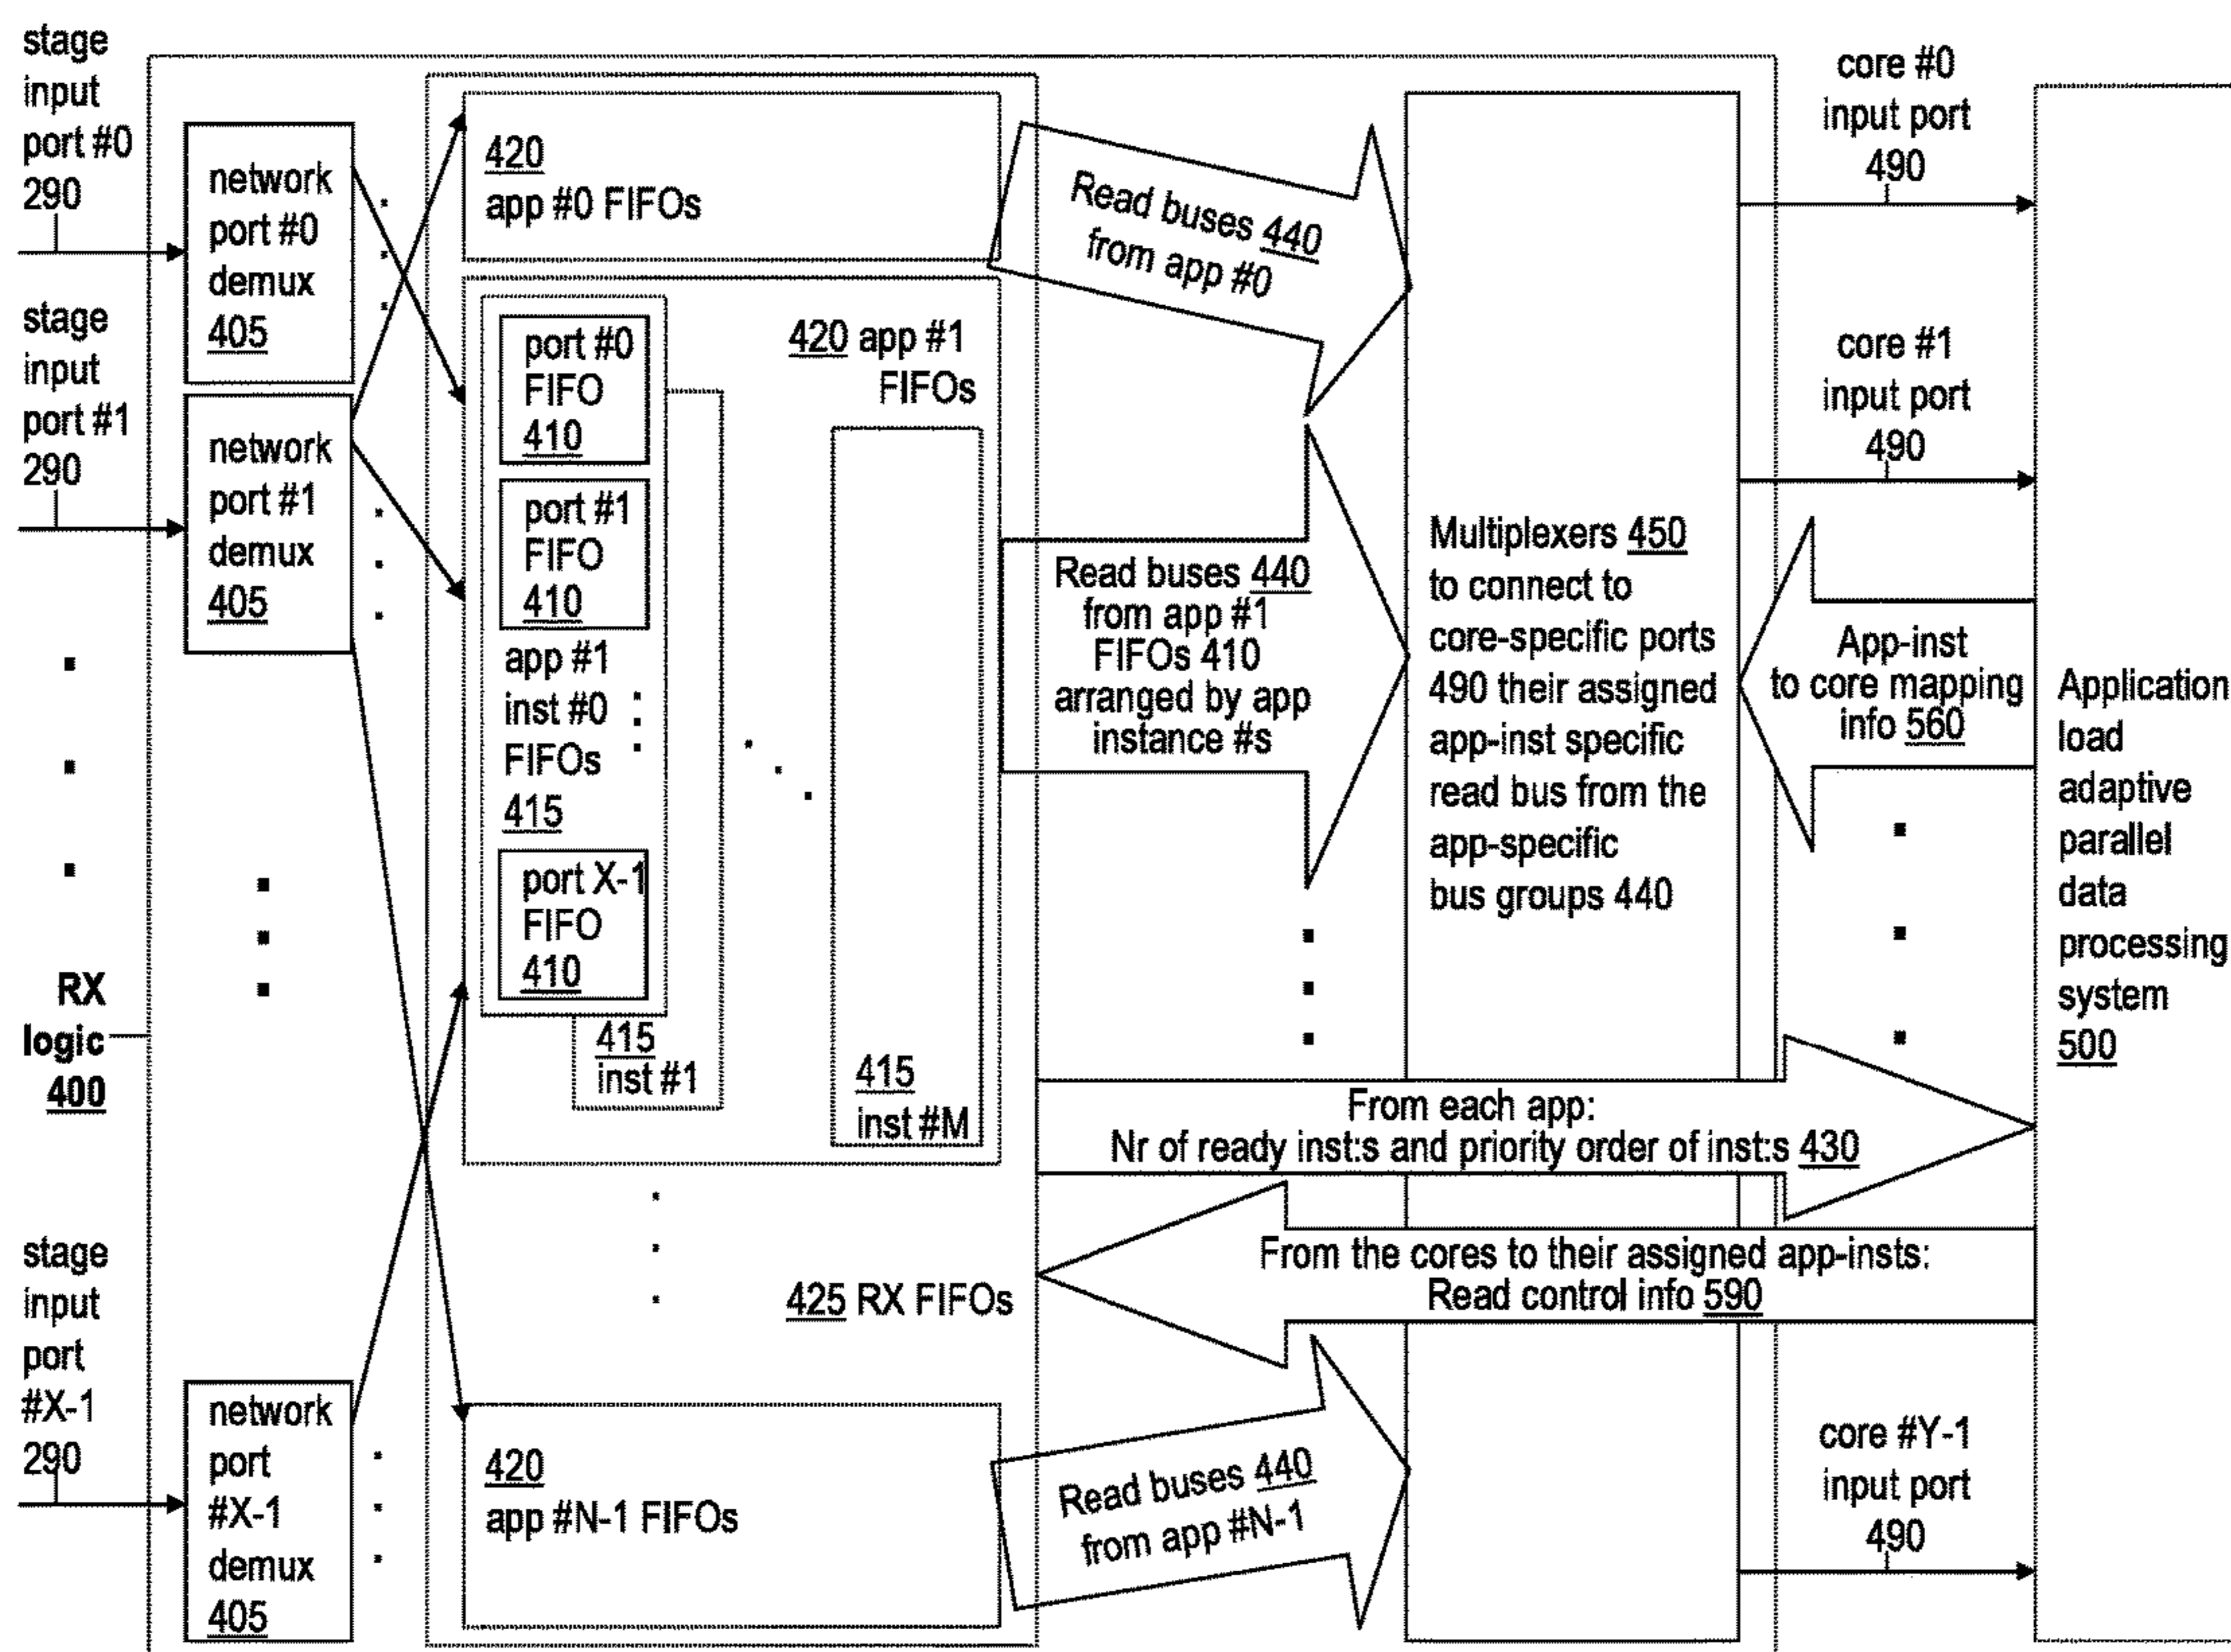 stage
input
port #0
290
stage
input
port #1
290
RX
logic
400
stage
input
port
#X-1
290
network
port #0
demux
405
network
port #1
demux
405
network
port
#X-1
demux
405
420
app #0 FIFOs
port #0
FIFO
410
port #1
FIFO
410
app #1
inst #0
FIFOs
415
port X-1
FIFO
410
415
inst #1
420 app #1
FIFOs
415
inst #M
425 RX FIFOs
420
app #N-1 FIFOs
Read buses 440
from app #0
Read buses 440
from app #1
FIFOs 410
arranged by app
instance #s
Read buses 440
from app #N-1
Multiplexers 450
to connect to
core-specific ports
490 their assigned
app-inst specific
read bus from the
app-specific
bus groups 440
From each app:
Nr of ready inst:s and priority order of inst:s 430
From the cores to their assigned app-insts:
Read control info 590
core #0
input port
490
core #1
input port
490
App-inst
to core mapping
info 560
core #Y-1
input port
490
Application
load
adaptive
parallel
data
processing
system
500